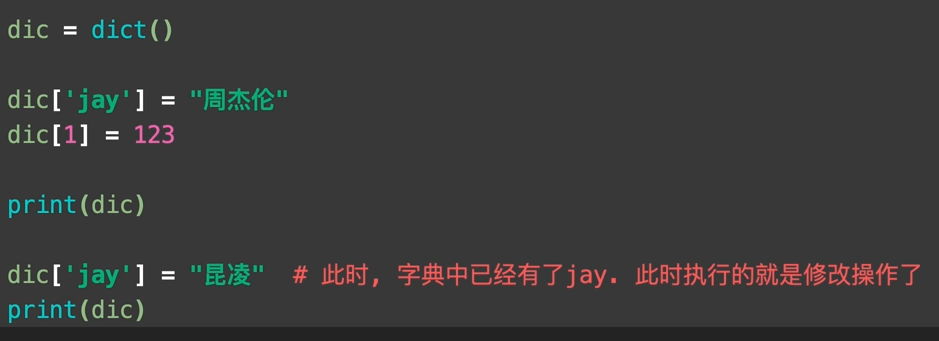 dic = dict()
dic['jay'] = "周杰伦"
dic[1] = 123
print(dic)
dic['jay'] = "昆凌"  # 此时, 字典中已经有了jay. 此时执行的就是修改操作了
print(dic)